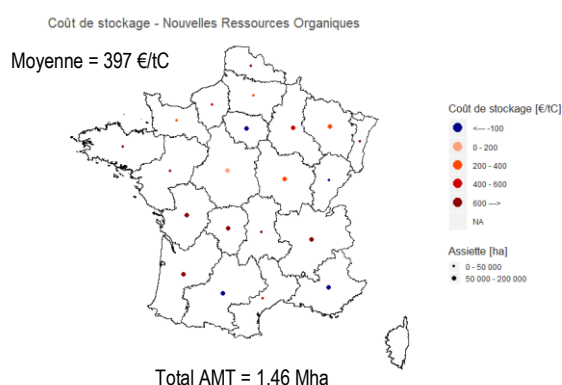 Coût de stockage - Nouvelles Ressources Organiques
Moyenne = 397 €/tC
Coût de stockage [€/tC]
<--- -100
0 - 200
200 - 400
400 - 600
600 --->
NA
Assiette [ha]
0 - 50 000
50 000 - 200 000
Total AMT = 1.46 Mha